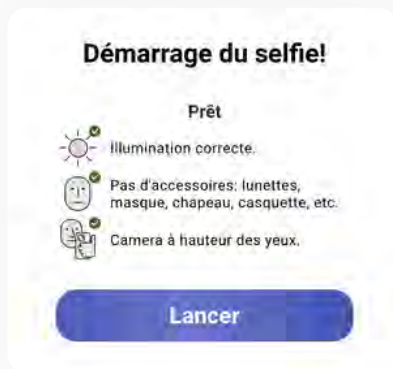 Démarrage du selfie!
Prêt
Illumination correcte.
Pas d'accessoires: lunettes,
masque, chapeau, casquette, etc.
Camera à hauteur des yeux.
Lancer